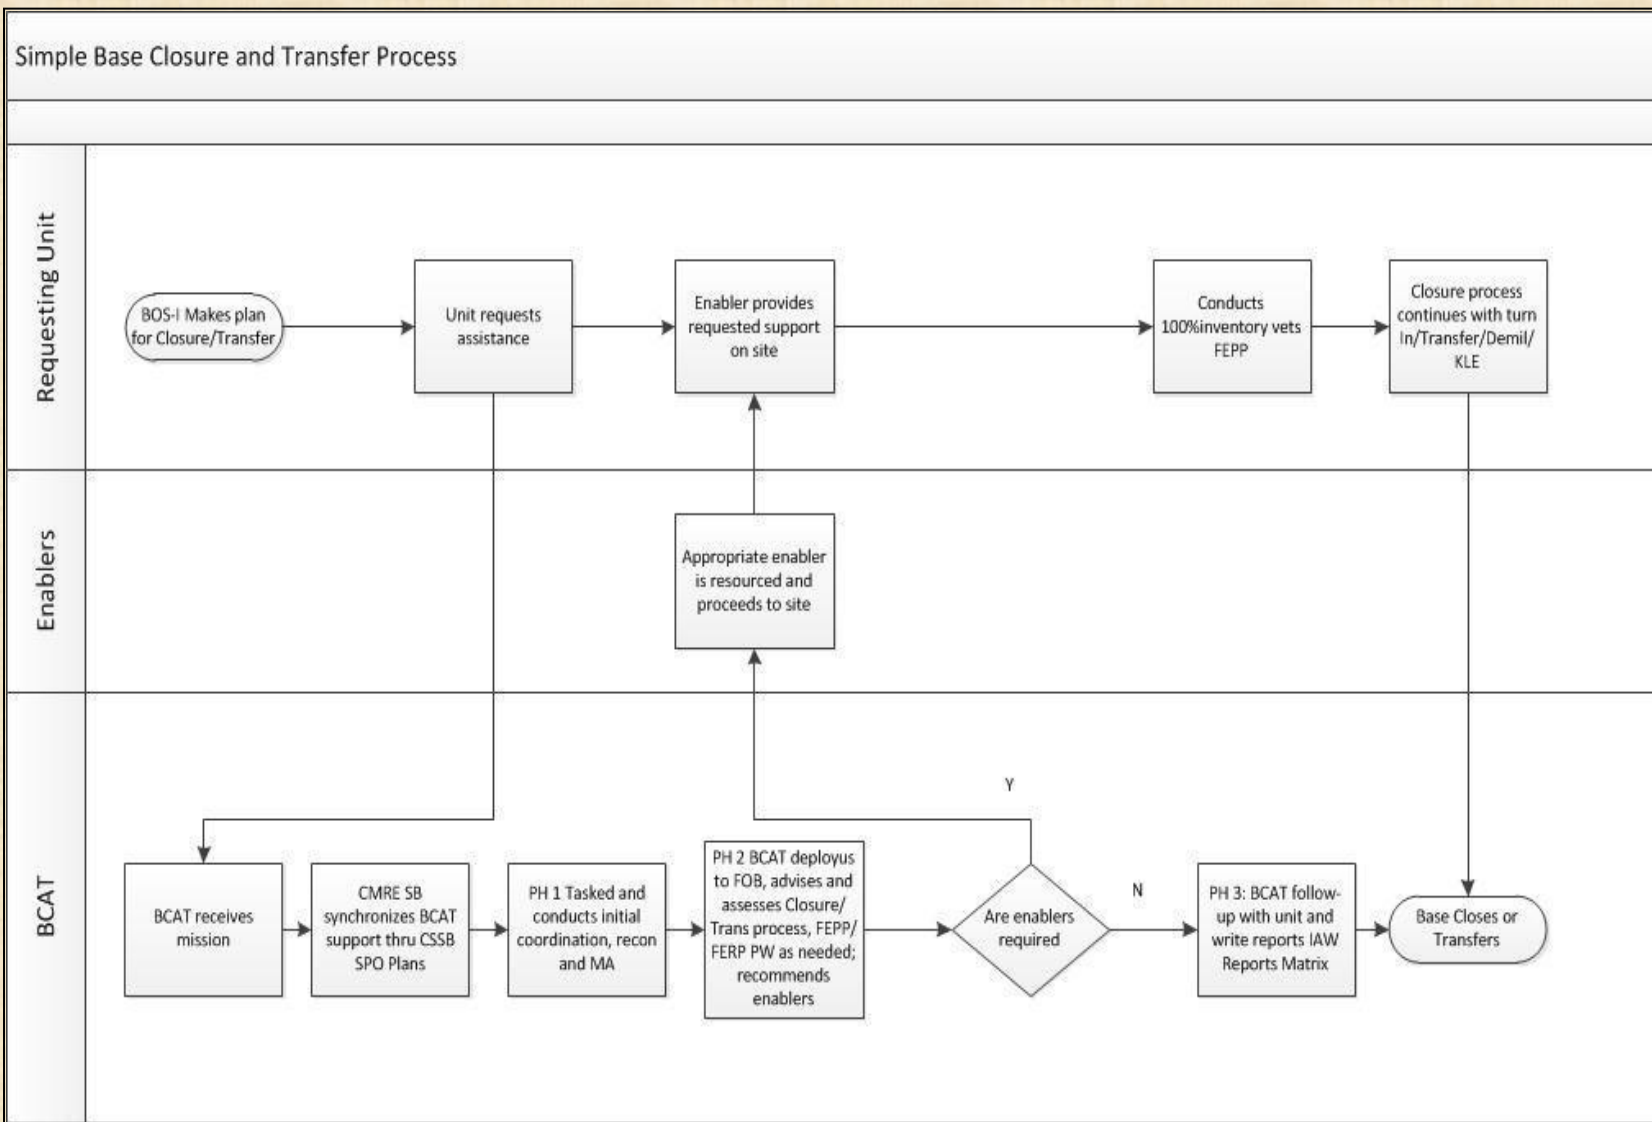 Simple Base Closure and Transfer Process
Requesting Unit
BOS-I Makes plan
for Closure/Transfer
Unit requests
assistance
Enabler provides
requested support
on site
Conducts
100%inventory vets
FEPP
Closure process
continues with turn
In/Transfer/Demil/
KLE
Enablers
Appropriate enabler
is resourced and
proceeds to site
BCAT
BCAT receives
mission
CMRE SB
synchronizes BCAT
support thru CSSB
SPO Plans
PH 1 Tasked and
conducts initial
coordination, recon
and MA
PH 2 BCAT deployus
to FOB, advises and
assesses Closure/
Trans process, FEPP/
FERP PW as needed;
recommends
enablers
Y
Are enablers
required
N
PH 3: BCAT follow-
up with unit and
write reports IAW
Reports Matrix
Base Closes or
Transfers